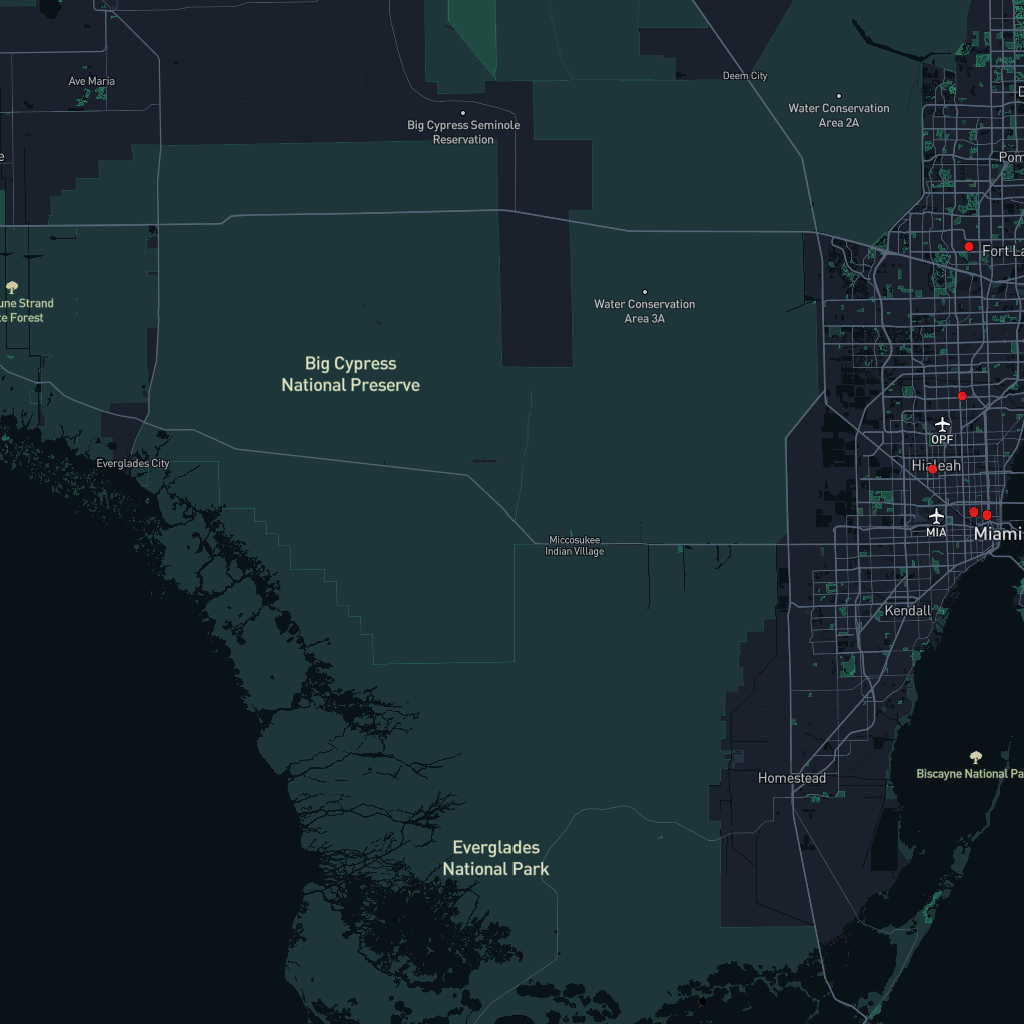 Ave Maria
Deem City
Water Conservation
Area 2A
Big Cypress Seminole
Reservation
Pom
Fort La
une Strand
te Forest
Water Conservation
Area 3A
Big Cypress
National Preserve
OPF
Hialeah
Everglades City
MIA
Miami
Miccosukee
Indian Village
Kendall
Biscayne National Pa
Homestead
Everglades
National Park